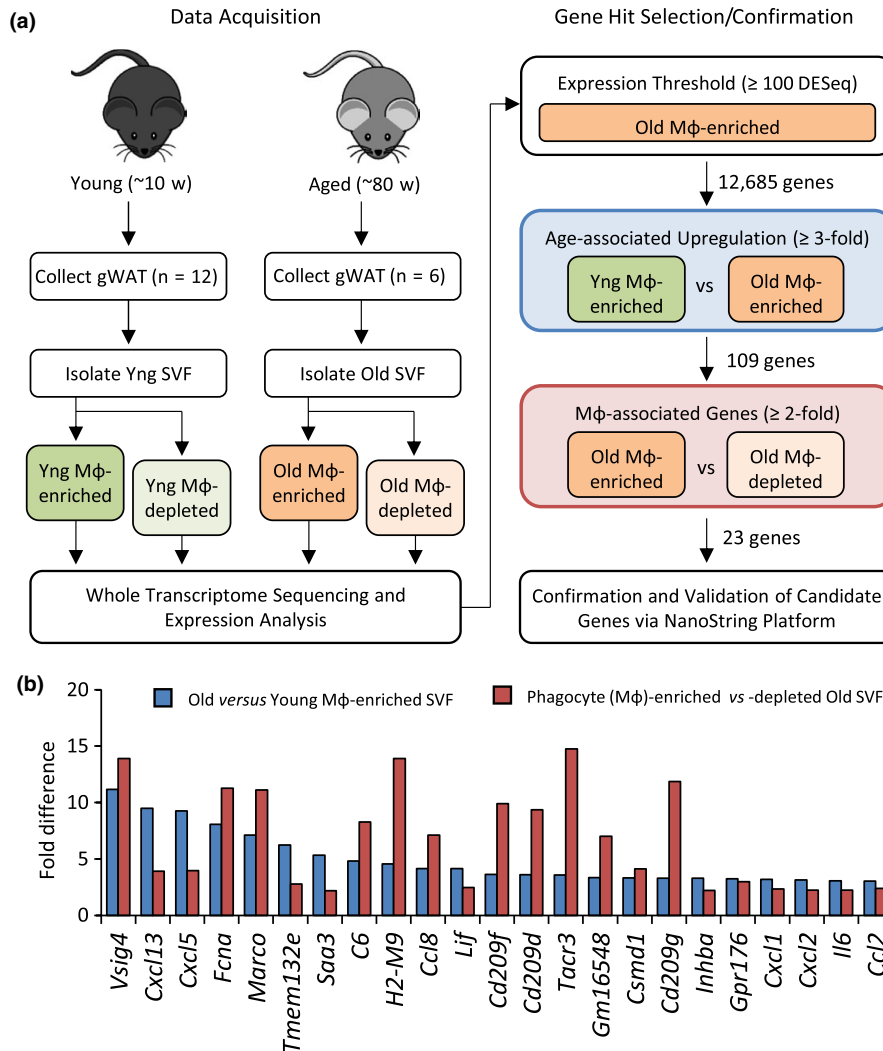 (a)
Data Acquisition
Young (~10 w)
Aged (~80 w)
Collect gWAT (n = 12)
Collect gWAT (n = 6)
Isolate Yng SVF
Isolate Old SVF
Yng Mϕ-
enriched
Yng Mϕ-
depleted
Old Mϕ-
enriched
Old Mϕ-
depleted
Whole Transcriptome Sequencing and
Expression Analysis
Gene Hit Selection/Confirmation
Expression Threshold (≥ 100 DESeq)
Old Mϕ-enriched
12,685 genes
Age-associated Upregulation (≥ 3-fold)
Yng Mϕ-
enriched
vs
Old Mϕ-
enriched
109 genes
Mϕ-associated Genes (≥ 2-fold)
Old Mϕ-
enriched
vs
Old Mϕ-
depleted
23 genes
Confirmation and Validation of Candidate
Genes via NanoString Platform
(b)
Old versus Young Mϕ-enriched SVF
Phagocyte (Mϕ)-enriched vs -depleted Old SVF
Fold difference
20
15
10
5
0
Vsig4
Cxcl13
Cxcl5
Fcna
Marco
Tmem132e
Saa3
C6
H2-M9
Ccl8
Lif
Cd209f
Cd209d
Tacr3
Gm16548
Csmd1
Cd209g
Inhba
Gpr176
Cxcl1
Cxcl2
Il6
Ccl2